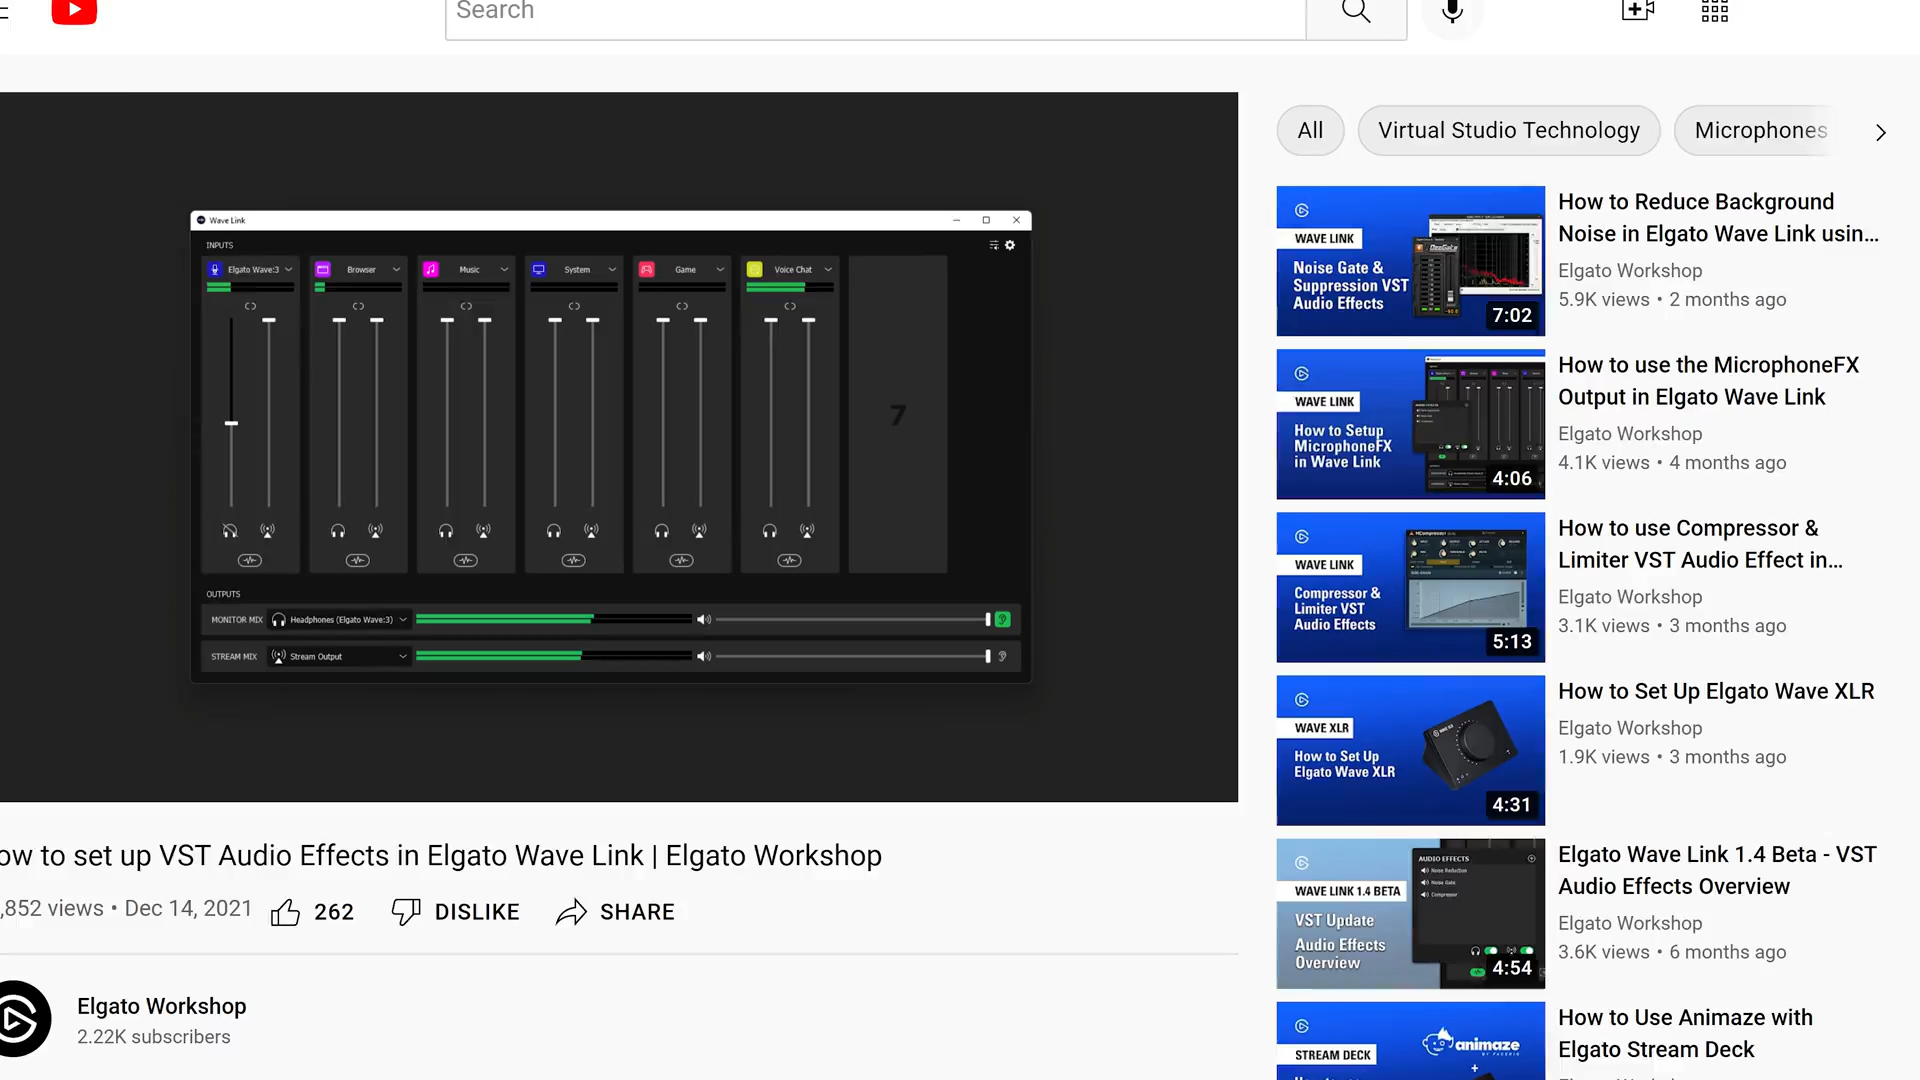 Search
All
Virtual Studio Technology
Microphones
Wave Link
INPUTS
Elgato Wave:3
Browser
Music
System
Game
Voice Chat
7
OUTPUTS
MONITOR MIX
Headphones (Elgato Wave:3)
STREAM MIX
Stream Output
ow to set up VST Audio Effects in Elgato Wave Link | Elgato Workshop
,852 views • Dec 14, 2021
262
DISLIKE
SHARE
Elgato Workshop
2.22K subscribers
WAVE LINK
Noise Gate &
Suppression VST
Audio Effects
7:02
How to Reduce Background
Noise in Elgato Wave Link usin...
Elgato Workshop
5.9K views • 2 months ago
WAVE LINK
How to Setup
MicrophoneFX
in Wave Link
4:06
How to use the MicrophoneFX
Output in Elgato Wave Link
Elgato Workshop
4.1K views • 4 months ago
WAVE LINK
Compressor &
Limiter VST
Audio Effects
MCompressor
5:13
How to use Compressor &
Limiter VST Audio Effect in...
Elgato Workshop
3.1K views • 3 months ago
WAVE XLR
How to Set Up
Elgato Wave XLR
4:31
How to Set Up Elgato Wave XLR
Elgato Workshop
1.9K views • 3 months ago
WAVE LINK 1.4 BETA
VST Update
Audio Effects
Overview
AUDIO EFFECTS
Noise Reduction
Noise Gate
Compressor
4:54
Elgato Wave Link 1.4 Beta - VST
Audio Effects Overview
Elgato Workshop
3.6K views • 6 months ago
STREAM DECK
animaze
BY FACERIG
+
How to Use Animaze with
Elgato Stream Deck